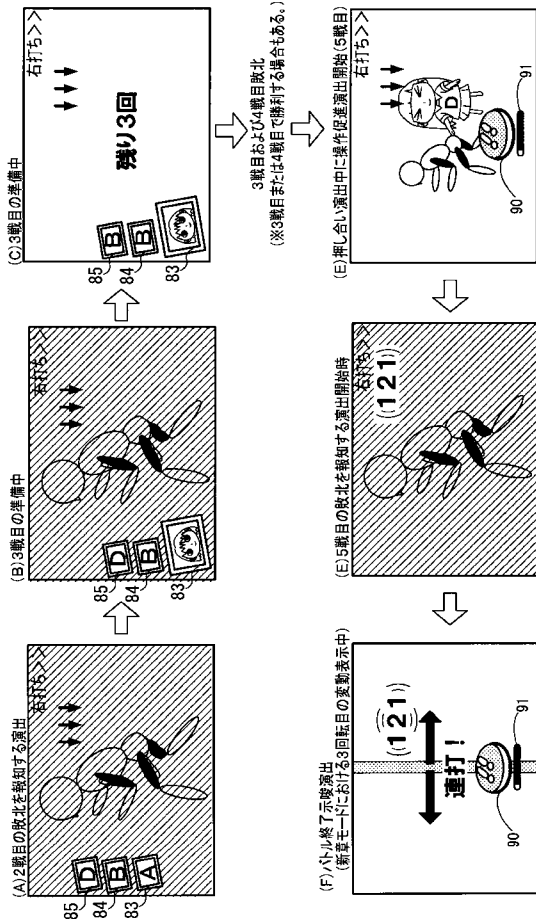 (A)2戦目の敗北を報知する演出
右打ち>>
85
D
84
B
83
A
(B)3戦目の準備中
右打ち>>
85
D
84
B
83
(C)3戦目の準備中
右打ち>>
残り3回
85
B
84
B
83
3戦目および4戦目敗北
(※3戦目または4戦目で勝利する場合もある。)
(E)押し合い演出中に操作促進演出開始(5戦目)
右打ち>>
D
90
91
(E)5戦目の敗北を報知する演出開始時
右打ち>>
((121))
(F)バトル終了示唆演出
(新章モードにおける3回転目の変動表示中)
((121))
連打!
90
91